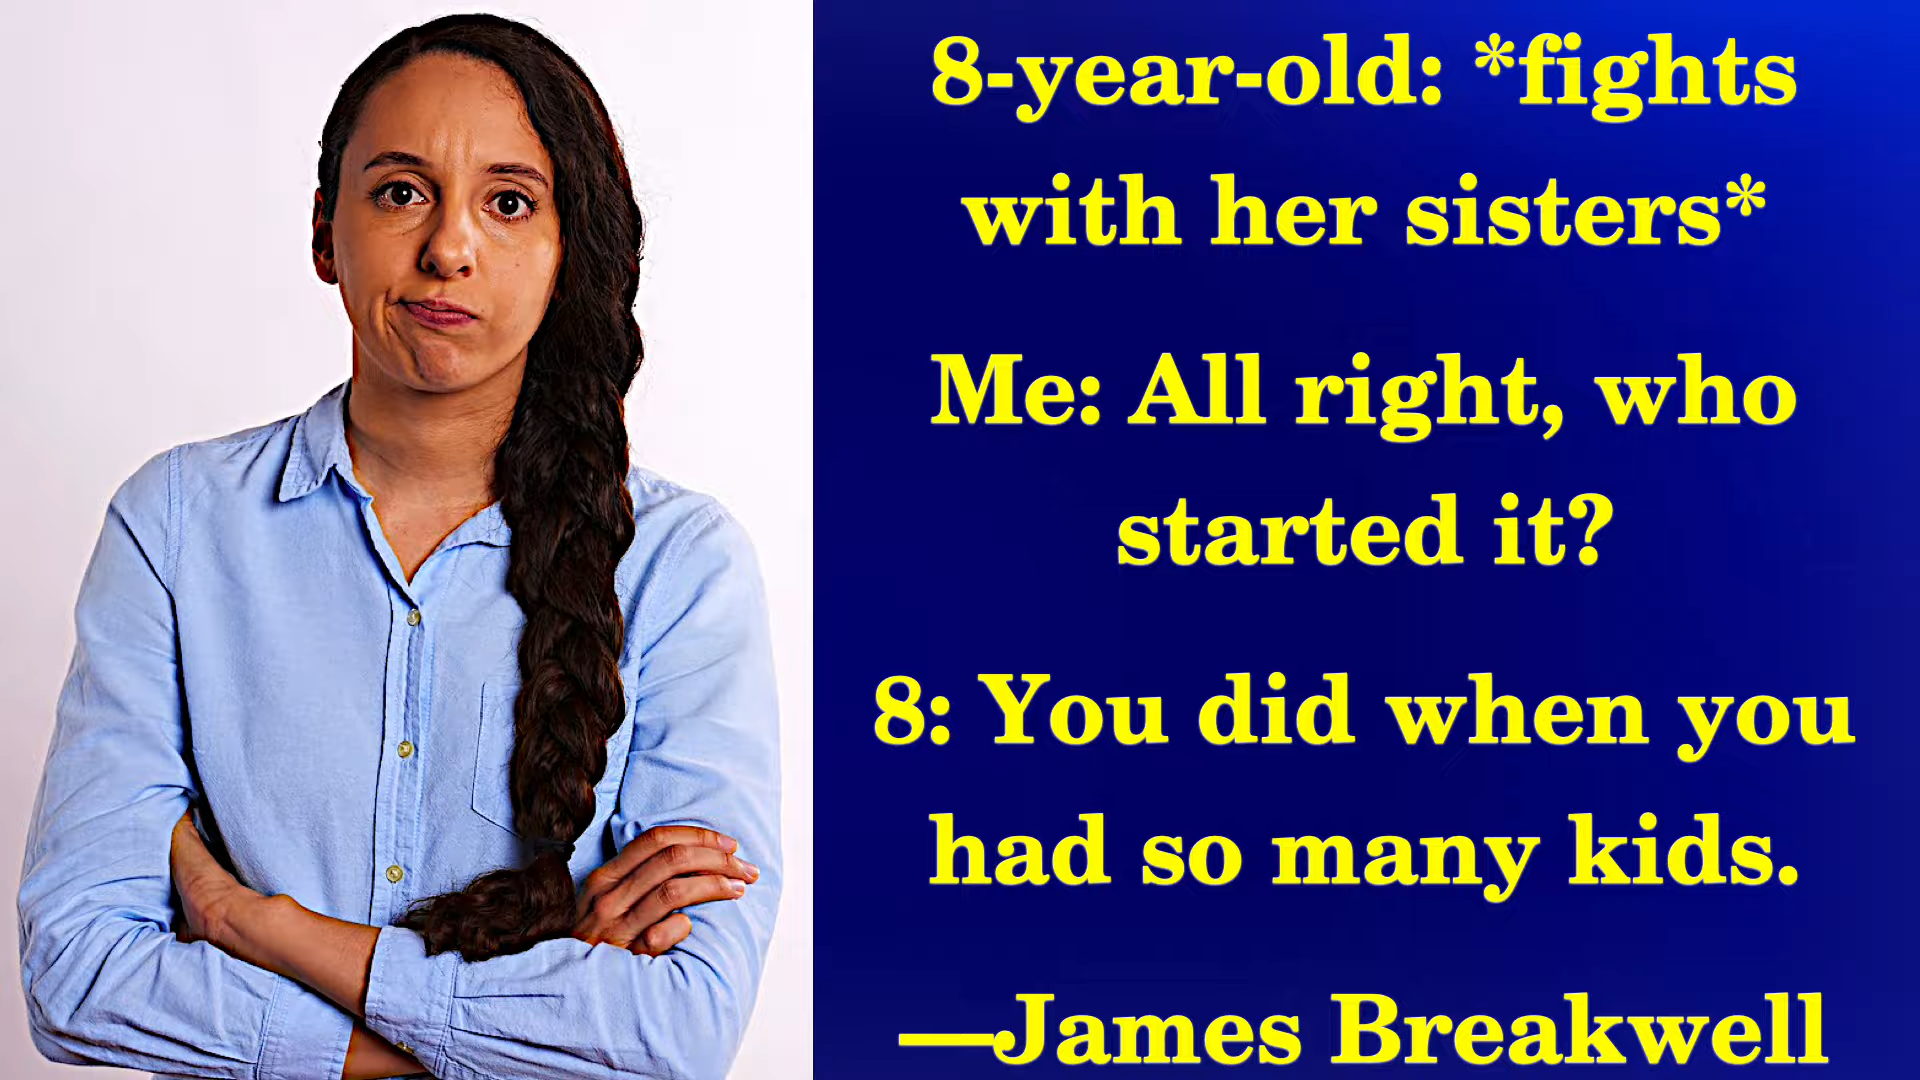 8-year-old: *fights
with her sisters*
Me: All right, who
started it?
8: You did when you
had so many kids.
—James Breakwell